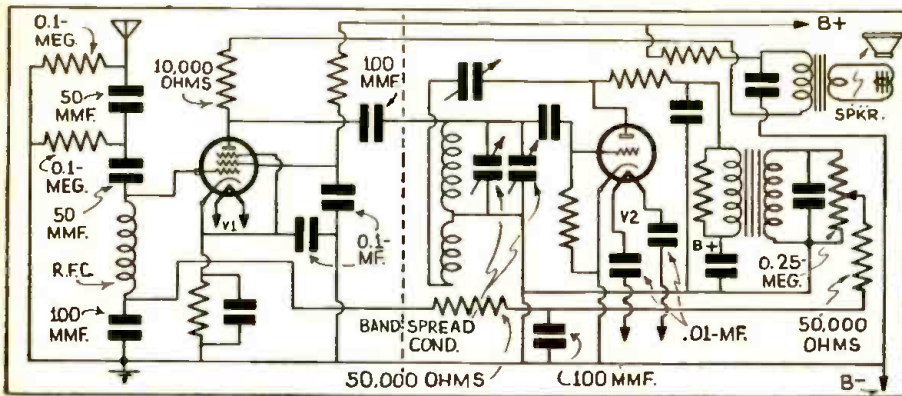 0.1-
MEG.
50
MMF.
0.1-
MEG.
50
MMF.
R.F.C.
100
MMF.
10,000
OHMS
V1
100
MMF.
0.1-
MF.
BAND SPREAD
COND.
50,000 OHMS
.100 MMF.
V2
.01-MF.
B+
B+
SPKR.
0.25-
MEG.
50,000
OHMS
B-